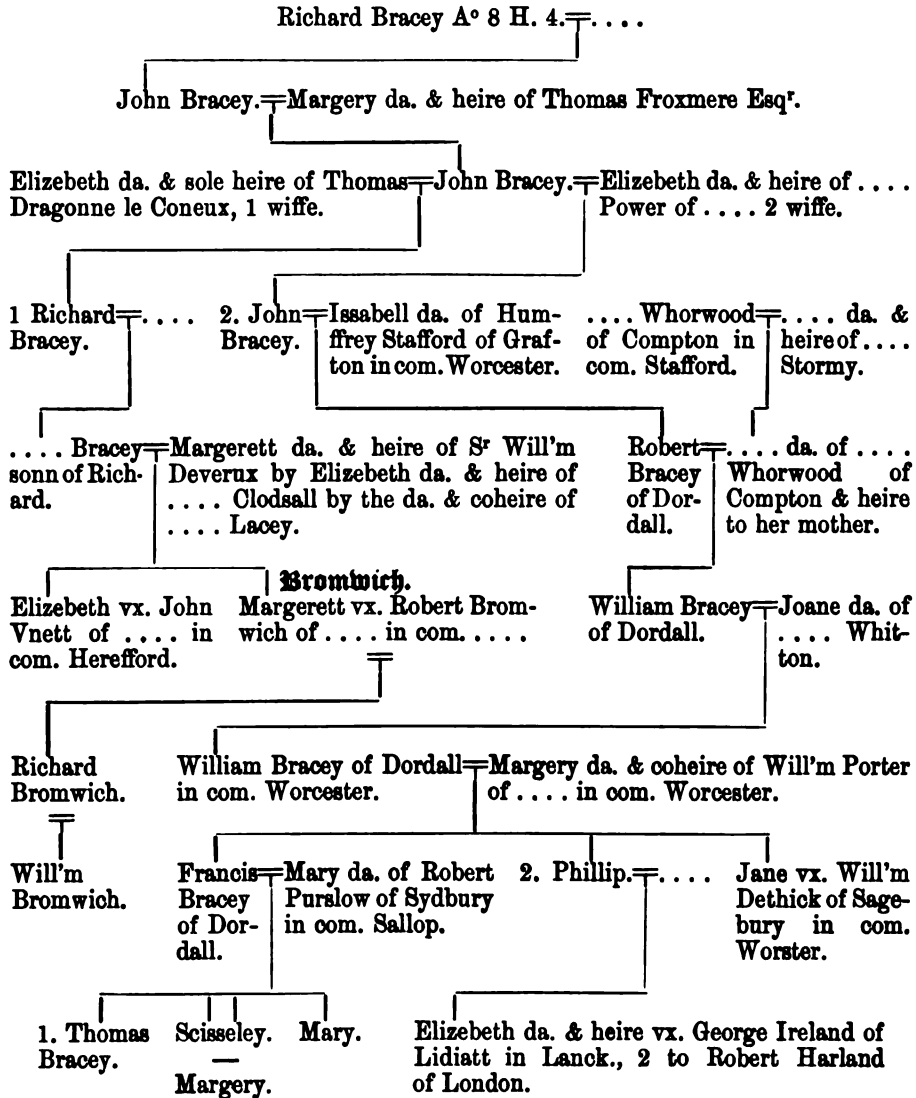 Richard Bracey Aº 8 H. 4.=. . . .
John Bracey.=Margery da. & heire of Thomas Froxmere Esqr.
Elizebeth da. & sole heire of Thomas=John Bracey.=Elizebeth da. & heire of . . . .
Dragonne le Coneux, 1 wiffe. Power of . . . . 2 wiffe.
1 Richard=. . . .
Bracey.
2. John=Issabell da. of Hum-
Bracey. ffrey Stafford of Graf-
ton in com. Worcester.
. . . . Whorwood=. . . . da. &
of Compton in heire of . . . .
com. Stafford. Stormy.
. . . . Bracey=Margerett da. & heire of Sr Will'm
sonn of Rich- Deverux by Elizebeth da. & heire of
ard. . . . . Clodsall by the da. & coheire of
. . . . Lacey.
Robert=. . . . da. of . . . .
Bracey Whorwood of
of Dor- Compton & heire
dall. to her mother.
Bromwich.
Elizebeth vx. John
Vnett of . . . . in
com. Herefford.
Margerett vx. Robert Brom-
wich of . . . . in com. . . . .
William Bracey=Joane da. of
of Dordall. . . . . Whit-
ton.
Richard
Bromwich.
William Bracey of Dordall=Margery da. & coheire of Will'm Porter
in com. Worcester. of . . . . in com. Worcester.
Will'm
Bromwich.
Francis=Mary da. of Robert
Bracey Purslow of Sydbury
of Dor- in com. Sallop.
dall.
2. Phillip.=. . . .
Jane vx. Will'm
Dethick of Sage-
bury in com.
Worster.
1. Thomas
Bracey.
Scisseley.
—
Margery.
Mary.
Elizebeth da. & heire vx. George Ireland of
Lidiatt in Lanck., 2 to Robert Harland
of London.